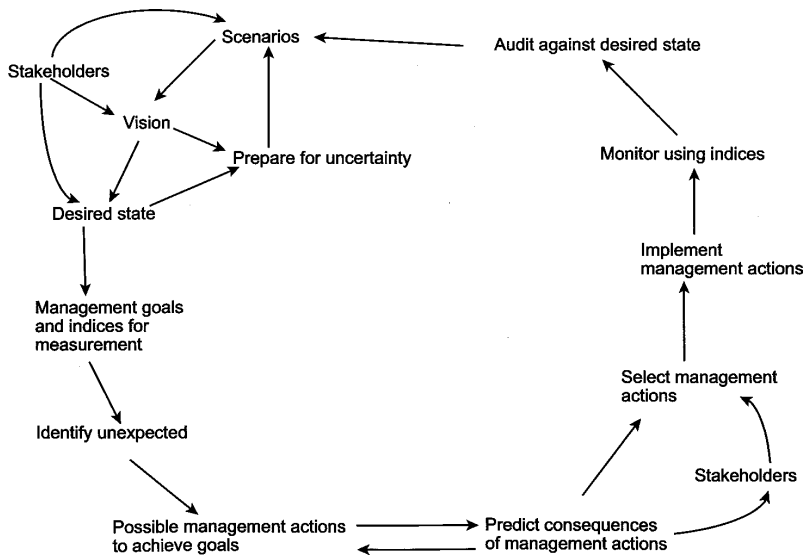 Scenarios
Audit against desired state
Stakeholders
Vision
Prepare for uncertainty
Monitor using indices
Desired state
Implement
management actions
Management goals
and indices for
measurement
Select management
actions
Identify unexpected
Stakeholders
Possible management actions
to achieve goals
Predict consequences
of management actions